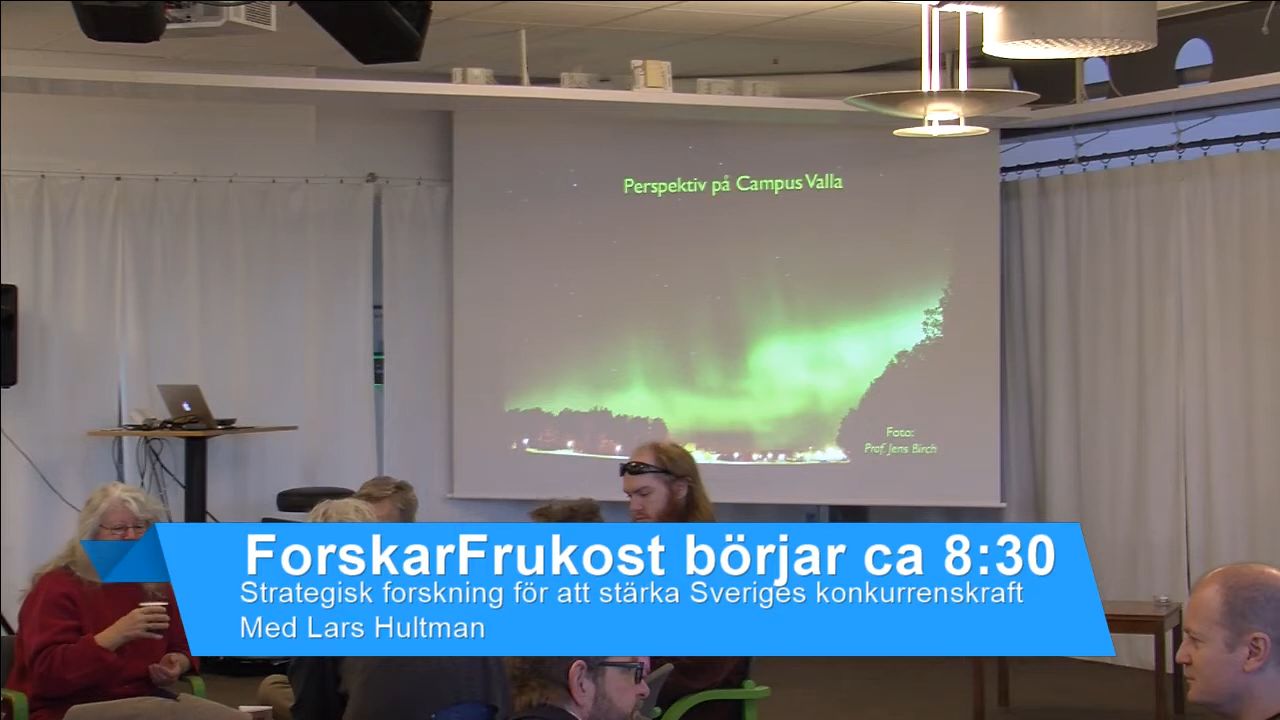 Perspektiv på Campus Valla
Foto:
Prof. Jens Birch
ForskarFrukost börjar ca 8:30
Strategisk forskning för att stärka Sveriges konkurrenskraft
Med Lars Hultman